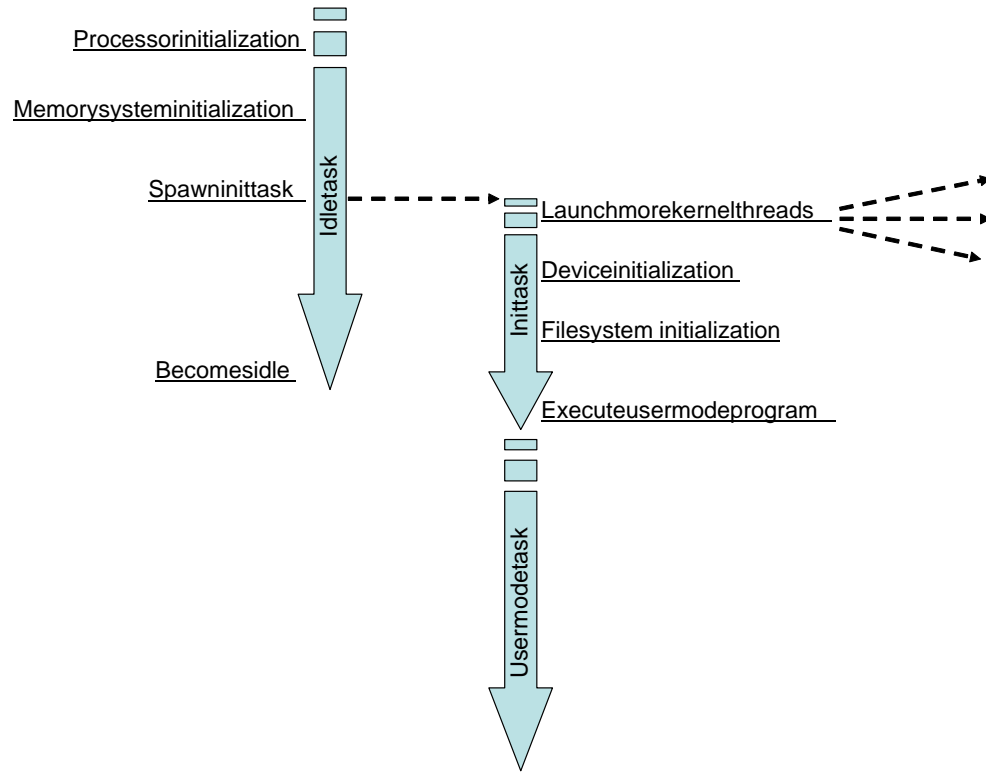 Processorinitialization
Memorysysteminitialization
Spawninittask
Idletask
Becomesidle
Launchmorekernelthreads
Deviceinitialization
Inittask
Filesystem initialization
Executeusermodeprogram
Usermodetask